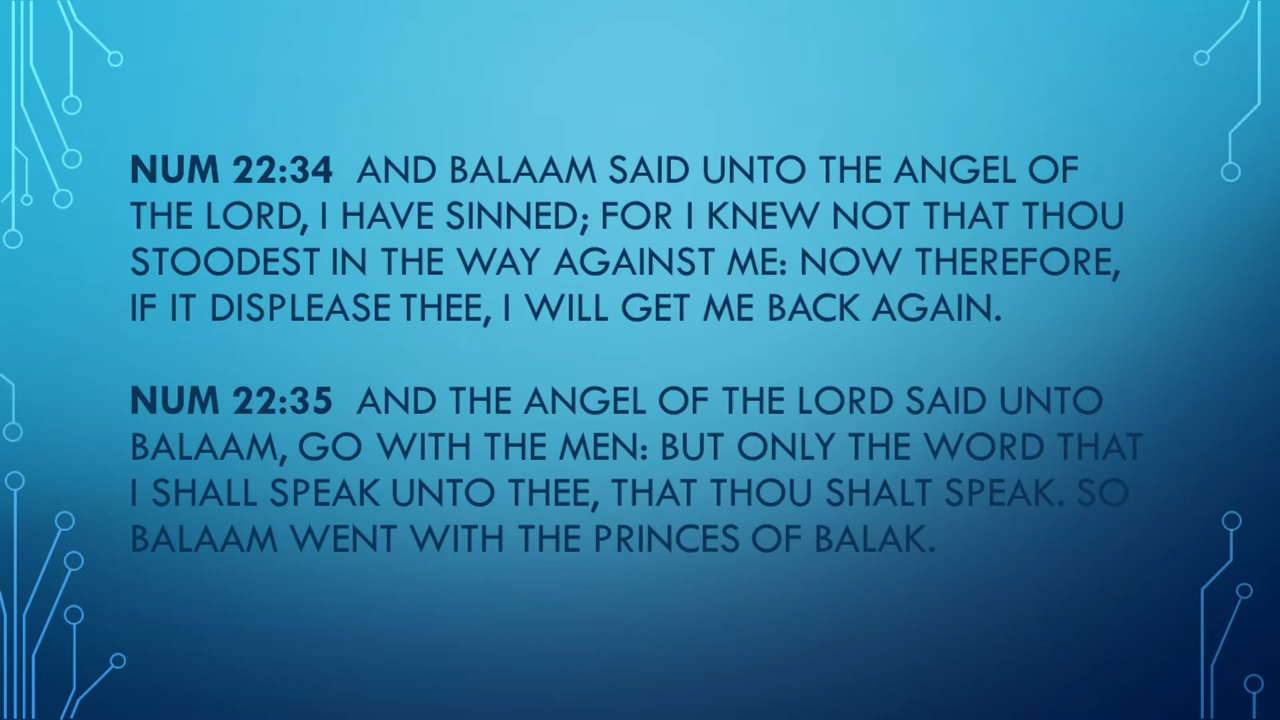 NUM 22:34 AND BALAAM SAID UNTO THE ANGEL OF
THE LORD, I HAVE SINNED; FOR I KNEW NOT THAT THOU
STOODEST IN THE WAY AGAINST ME: NOW THEREFORE,
IF IT DISPLEASE THEE, I WILL GET ME BACK AGAIN.
NUM 22:35 AND THE ANGEL OF THE LORD SAID UNTO
BALAAM, GO WITH THE MEN: BUT ONLY THE WORD THAT
I SHALL SPEAK UNTO THEE, THAT THOU SHALT SPEAK. SO
BALAAM WENT WITH THE PRINCES OF BALAK.